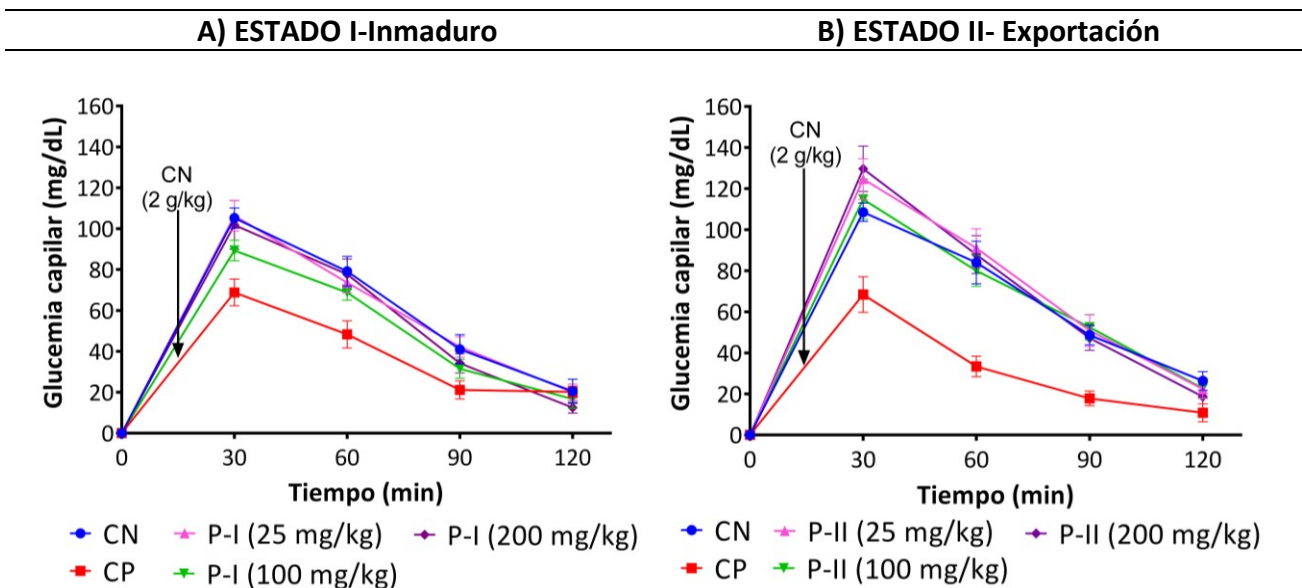 A) ESTADO I-Inmaduro
B) ESTADO II- Exportación
Glucemia capilar (mg/dL)
160
140
120
100
80
60
40
20
0
CN
(2 g/kg)
0 30 60 90 120
Tiempo (min)
CN P-I (25 mg/kg) P-I (200 mg/kg)
CP P-I (100 mg/kg)
Glucemia capilar (mg/dL)
160
140
120
100
80
60
40
20
0
CN
(2 g/kg)
0 30 60 90 120
Tiempo (min)
CN P-II (25 mg/kg) P-II (200 mg/kg)
CP P-II (100 mg/kg)